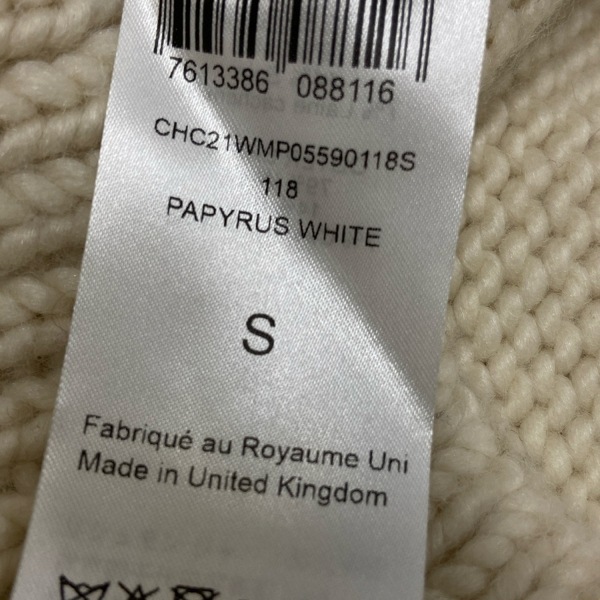 7613386 088116
CHC21WMP05590118S
118
PAPYRUS WHITE
S
Fabriqué au Royaume Uni
Made in United Kingdom